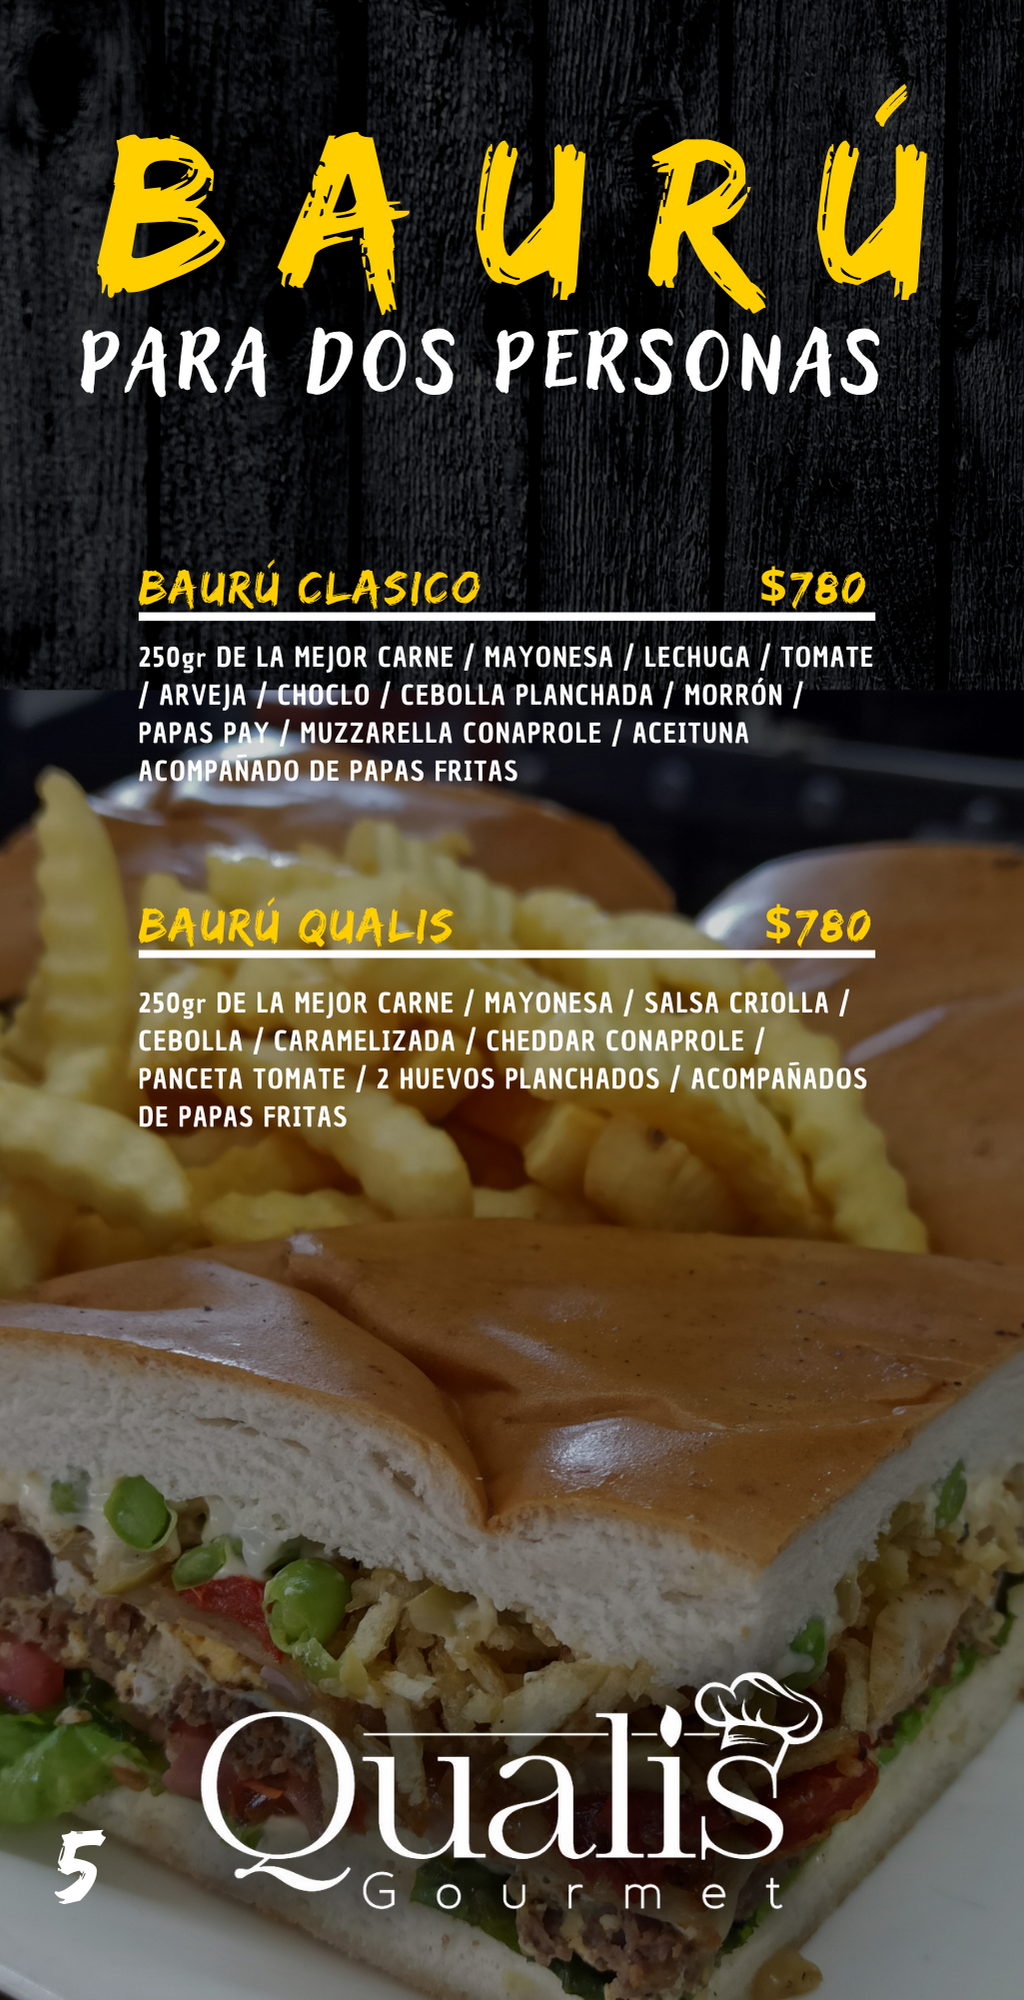 BAURÚ
PARA DOS PERSONAS
BAURÚ CLASICO $780
250gr DE LA MEJOR CARNE / MAYONESA / LECHUGA / TOMATE
/ ARVEJA / CHOCLO / CEBOLLA PLANCHADA / MORRÓN /
PAPAS PAY / MUZZARELLA CONAPROLE / ACEITUNA
ACOMPAÑADO DE PAPAS FRITAS
BAURÚ QUALIS $780
250gr DE LA MEJOR CARNE / MAYONESA / SALSA CRIOLLA /
CEBOLLA / CARAMELIZADA / CHEDDAR CONAPROLE /
PANCETA TOMATE / 2 HUEVOS PLANCHADOS / ACOMPAÑADOS
DE PAPAS FRITAS
Qualis
Gourmet
5